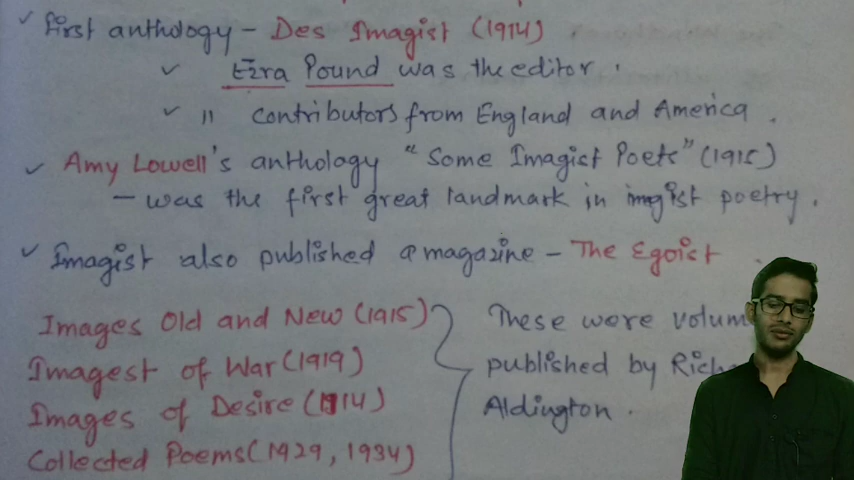 ✓ first anthology - Des Imagist (1914)
✓ Ezra Pound was the editor.
✓ 11 contributors from England and America.
✓ Amy Lowell's anthology "Some Imagist Poets" (1915)
- was the first great landmark in imgist poetry.
✓ Imagist also published a magazine - The Egoist
Images Old and New (1915)
Imagest of War (1919)
Images of Desire (1914)
Collected Poems (1929, 1934)
These were volum
published by Rich
Aldington.